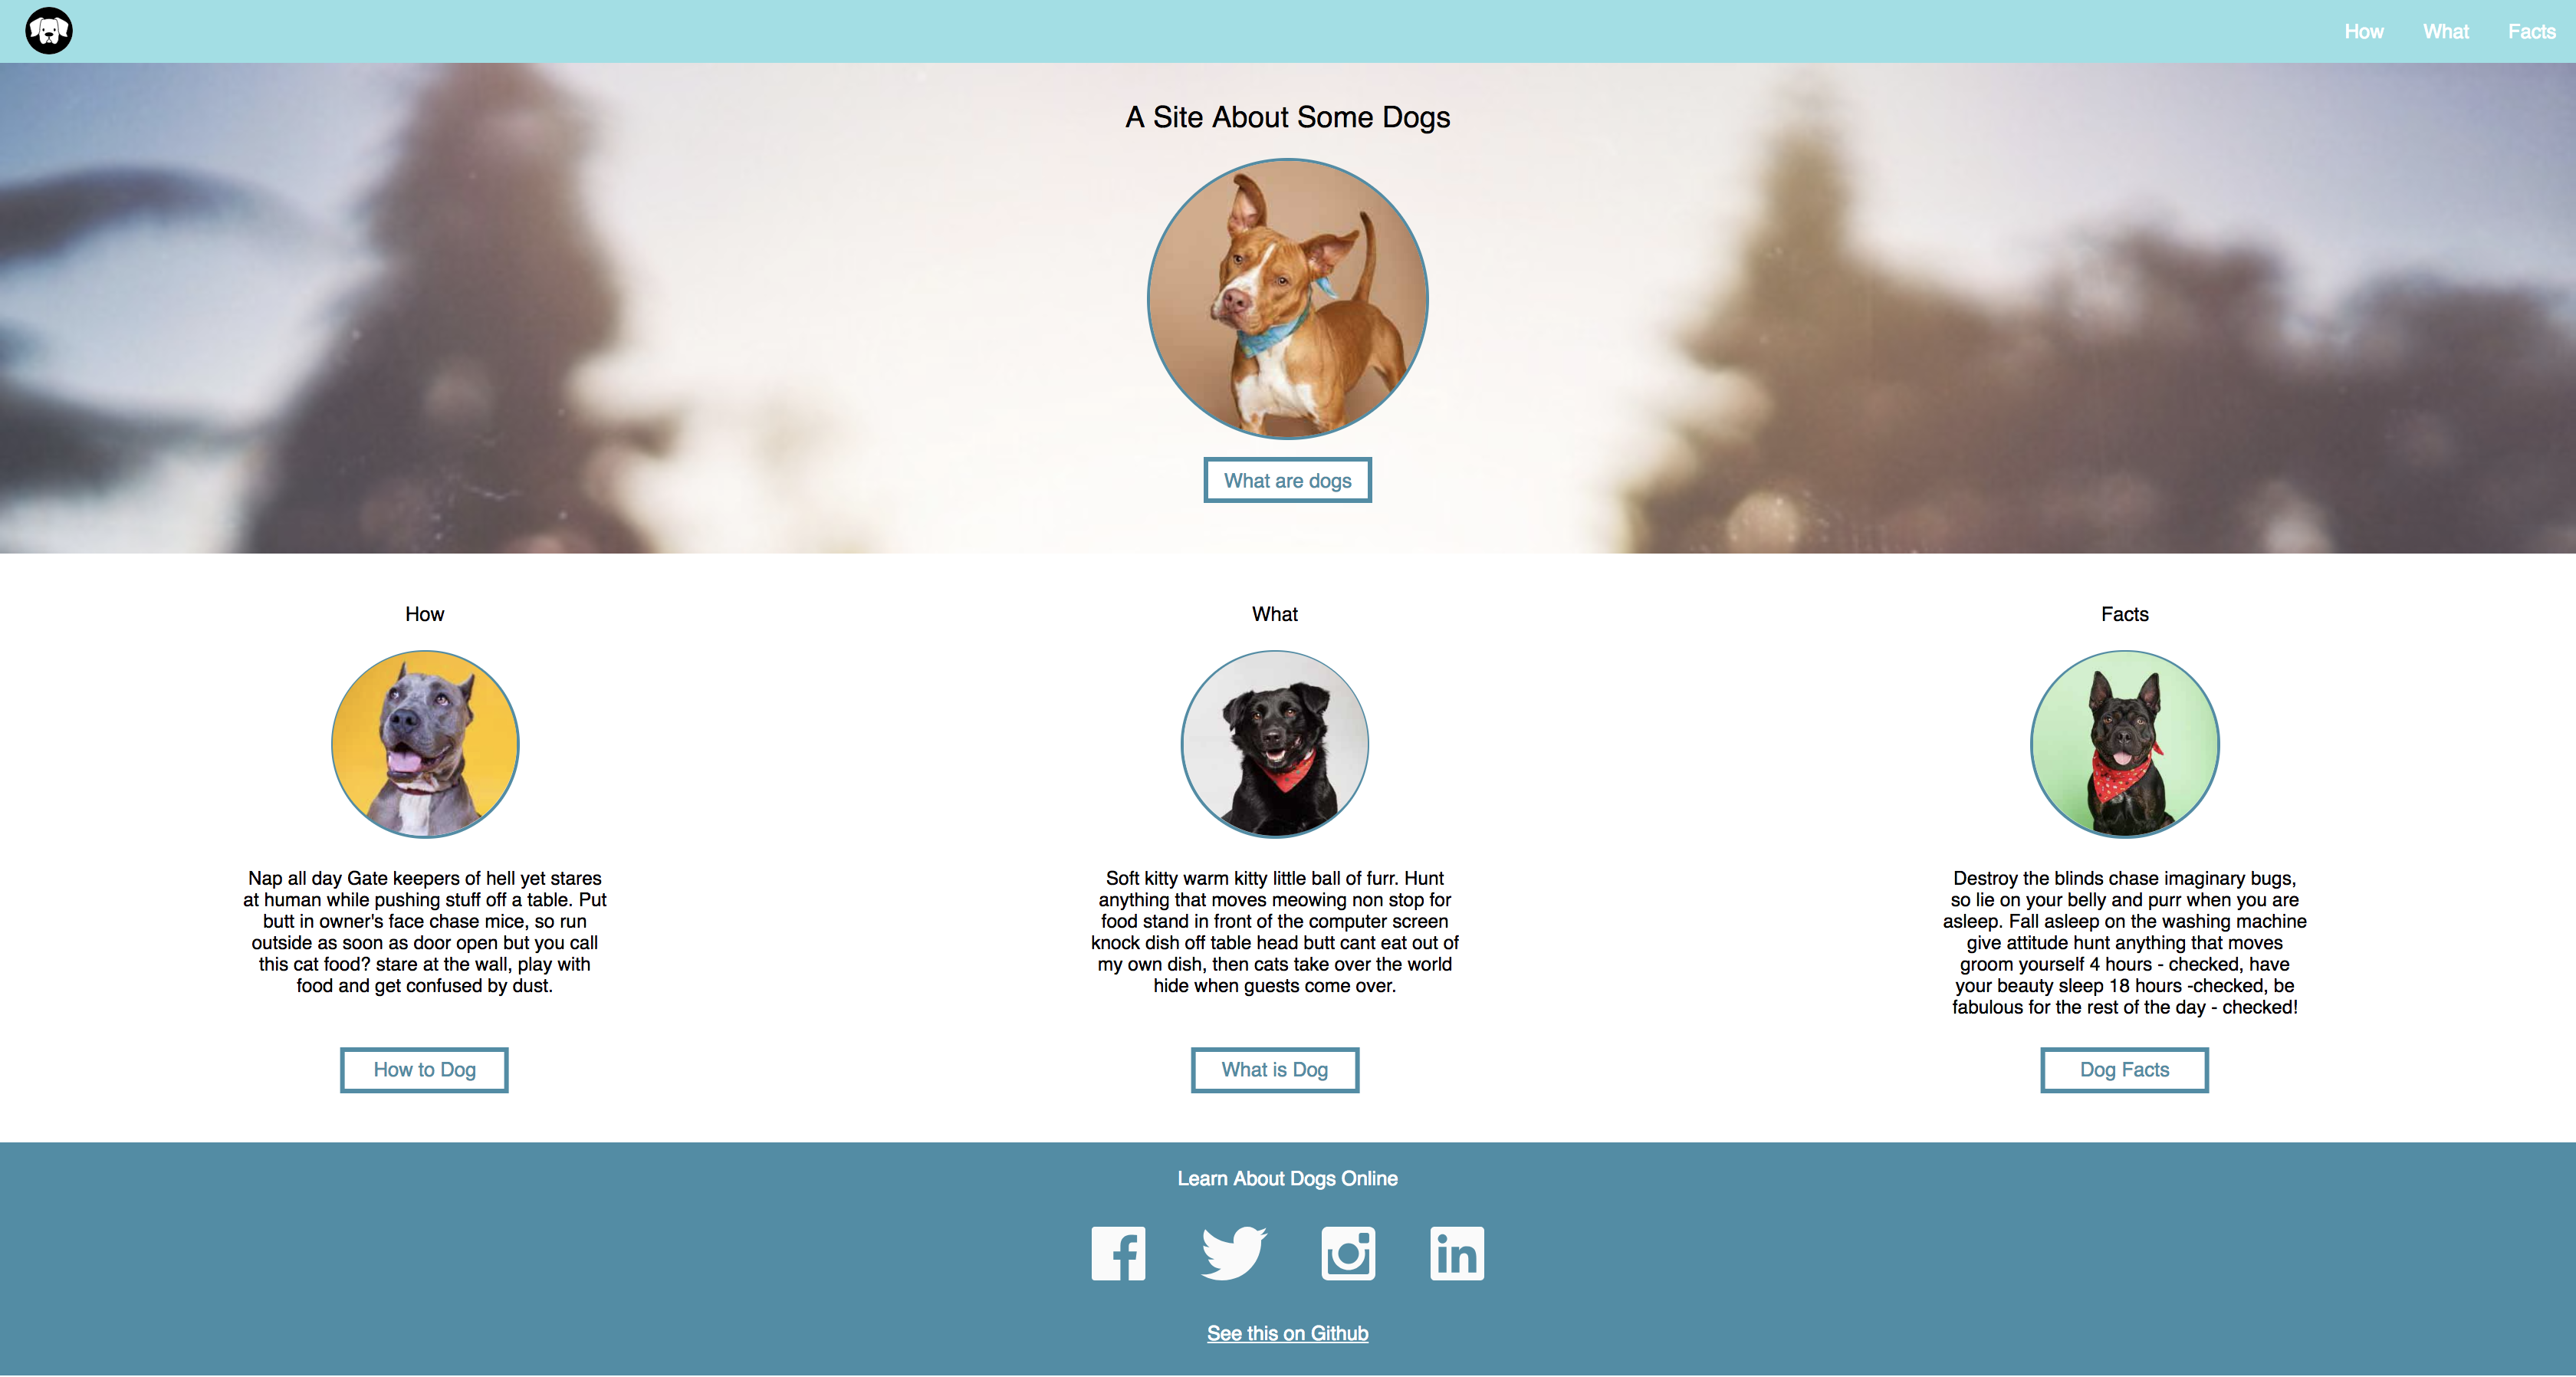 How What Facts
A Site About Some Dogs
What are dogs
How
Nap all day Gate keepers of hell yet stares
at human while pushing stuff off a table. Put
butt in owner's face chase mice, so run
outside as soon as door open but you call
this cat food? stare at the wall, play with
food and get confused by dust.
How to Dog
What
Soft kitty warm kitty little ball of furr. Hunt
anything that moves meowing non stop for
food stand in front of the computer screen
knock dish off table head butt cant eat out of
my own dish, then cats take over the world
hide when guests come over.
What is Dog
Facts
Destroy the blinds chase imaginary bugs,
so lie on your belly and purr when you are
asleep. Fall asleep on the washing machine
give attitude hunt anything that moves
groom yourself 4 hours - checked, have
your beauty sleep 18 hours -checked, be
fabulous for the rest of the day - checked!
Dog Facts
Learn About Dogs Online
See this on Github